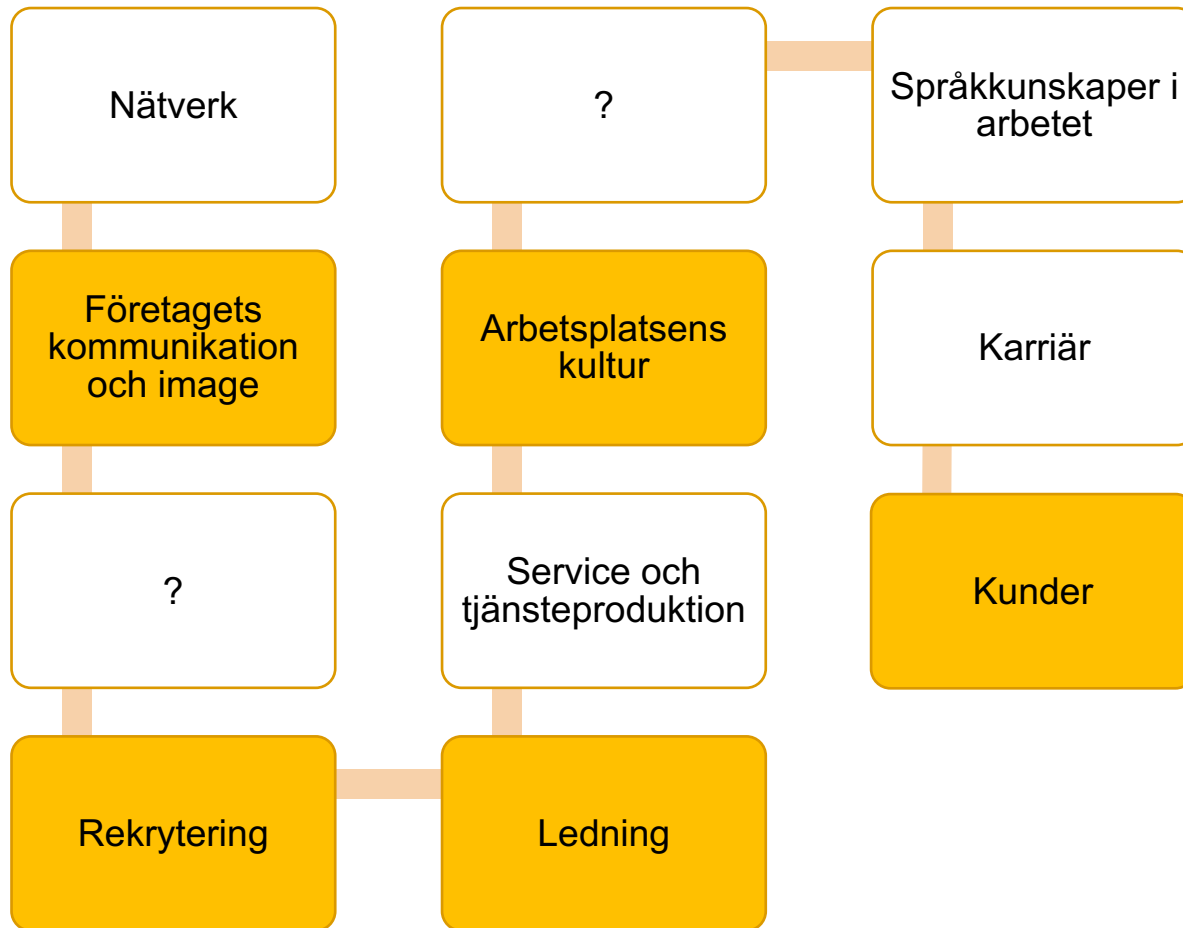 Nätverk
Företagets
kommunikation
och image
?
Rekrytering
Ledning
Service och
tjänsteproduktion
Arbetsplatsens
kultur
?
Språkkunskaper i
arbetet
Karriär
Kunder